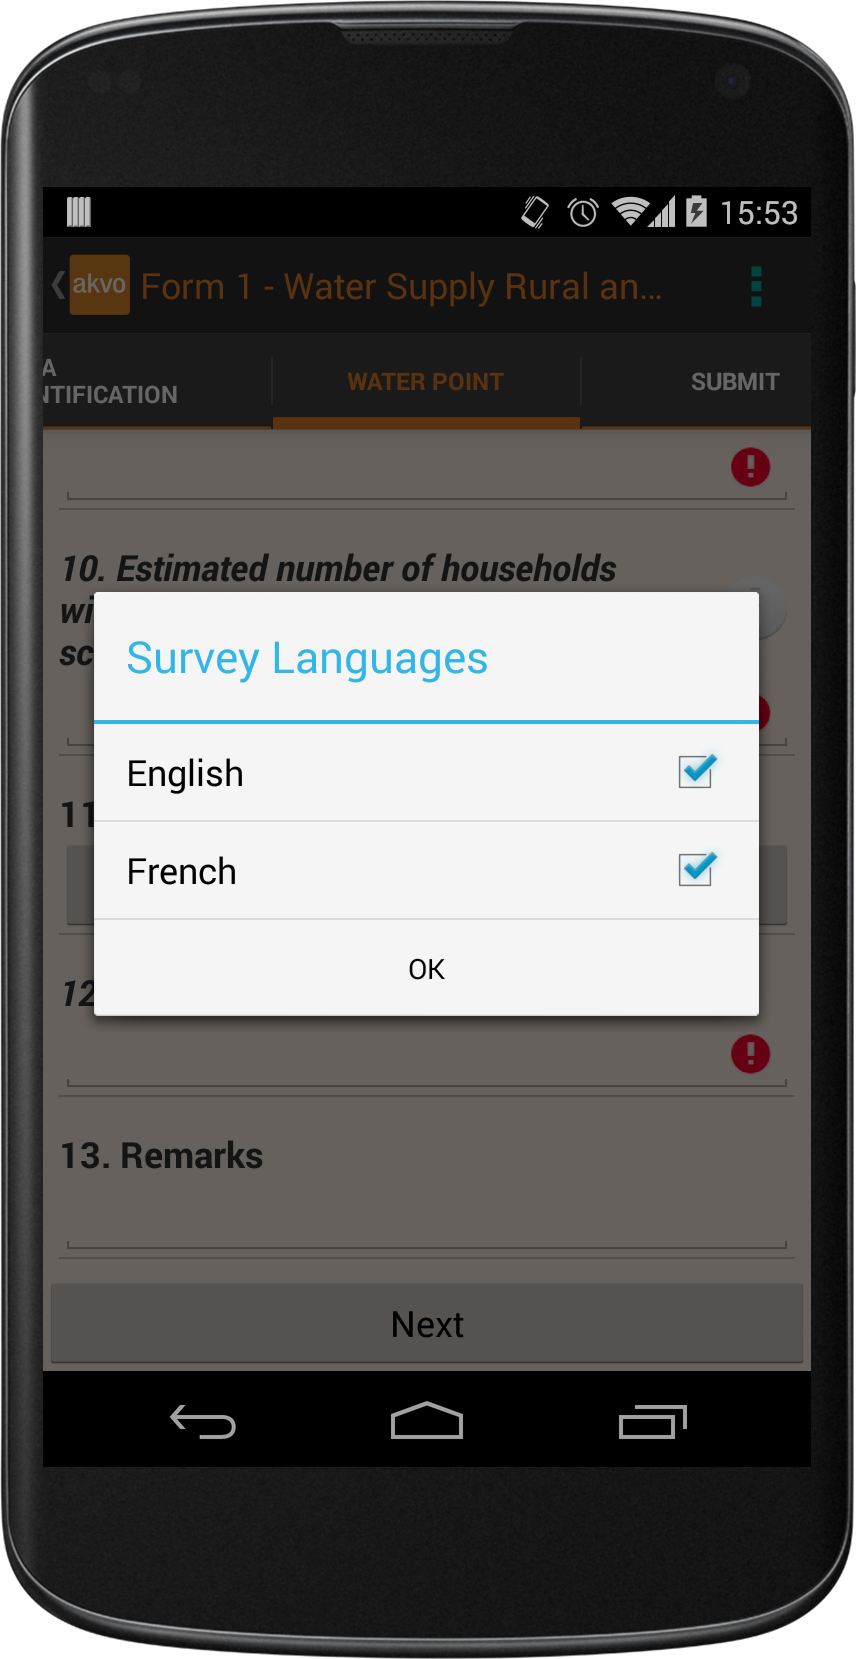 15:53
akvo
Form 1 - Water Supply Rural an...
A
NTIFICATION
WATER POINT
SUBMIT
10. Estimated number of households
wi
sc
Survey Languages
English
11
French
12
OK
13. Remarks
Next